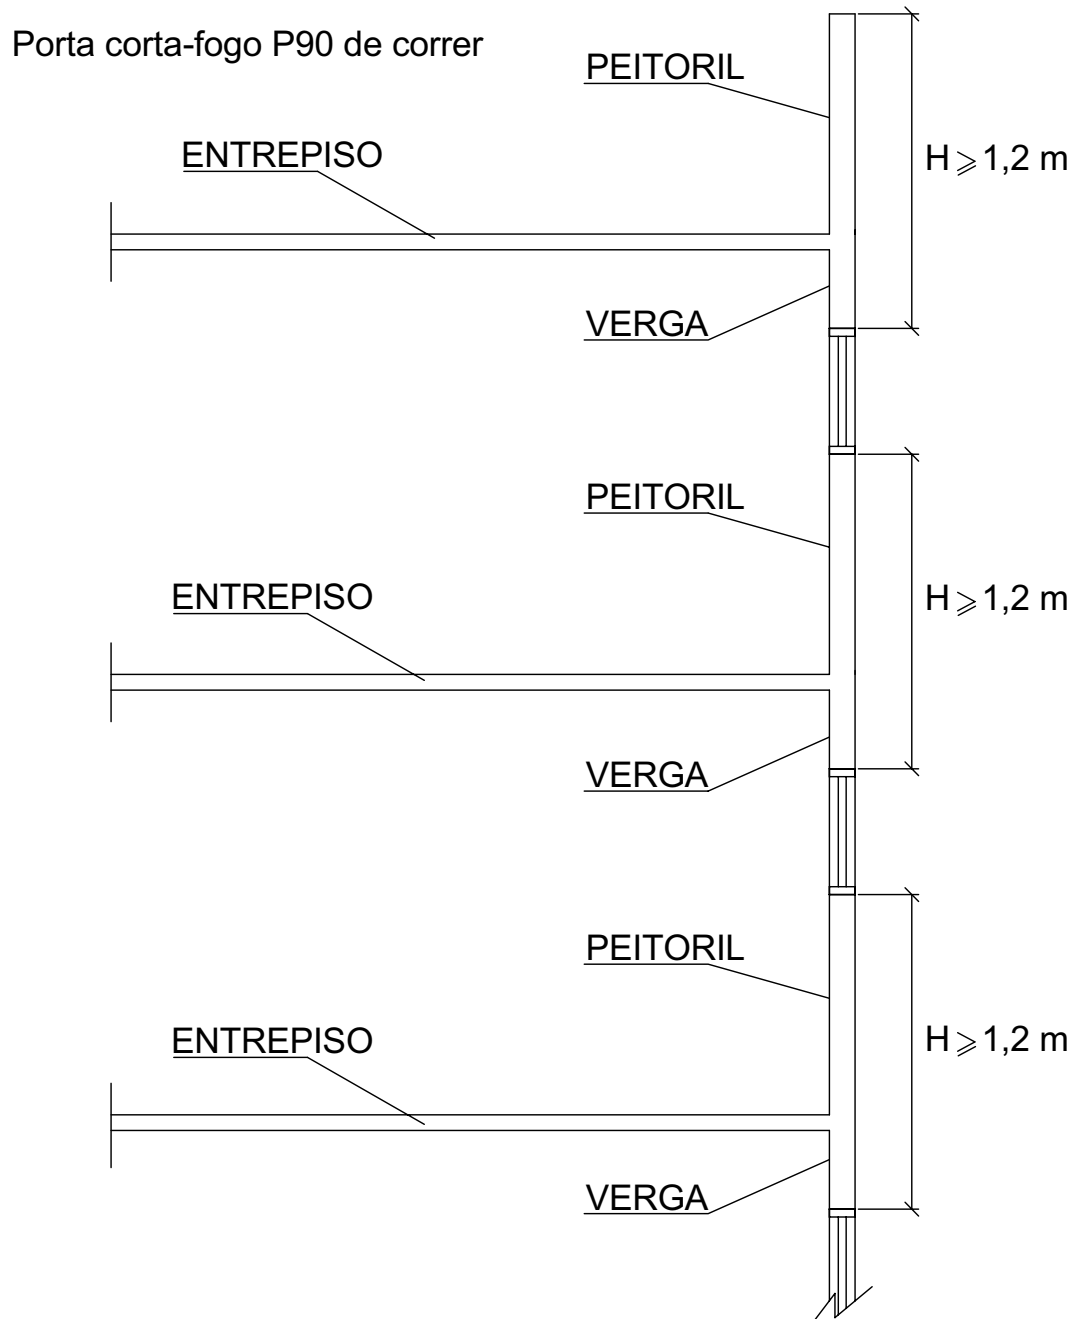 Porta corta-fogo P90 de correr
PEITORIL
ENTREPISO
H ⩾ 1,2 m
VERGA
PEITORIL
ENTREPISO
H ⩾ 1,2 m
VERGA
PEITORIL
ENTREPISO
H ⩾ 1,2 m
VERGA